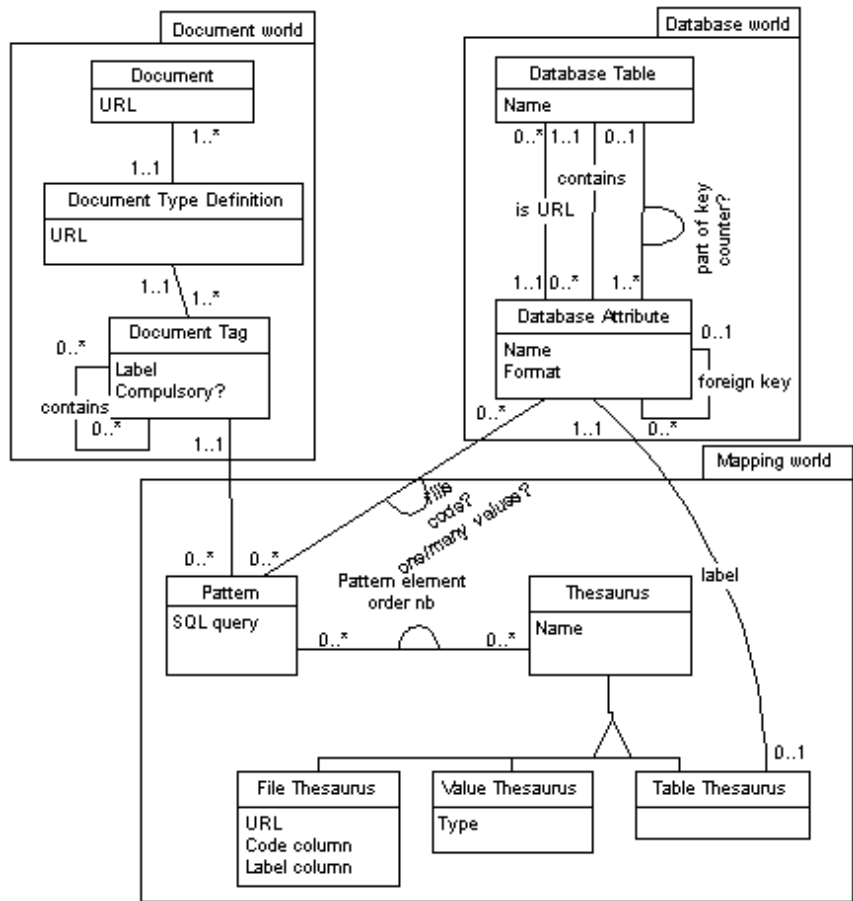 Document world
Document
URL
1..*
1..1
Document Type Definition
URL
1..1
1..*
Document Tag
0..*
Label
Compulsory?
contains
0..*
1..1
Database world
Database Table
Name
0..*
1..1
0..1
contains
is URL
part of key
counter?
1..1
0..*
1..*
Database Attribute
0..1
Name
Format
foreign key
0..*
1..1
0..*
Mapping world
fills
code?
one/many values?
0..*
0..*
Pattern
SQL query
Pattern element
order nb
0..*
0..*
Thesaurus
Name
label
0..1
File Thesaurus
URL
Code column
Label column
Value Thesaurus
Type
Table Thesaurus